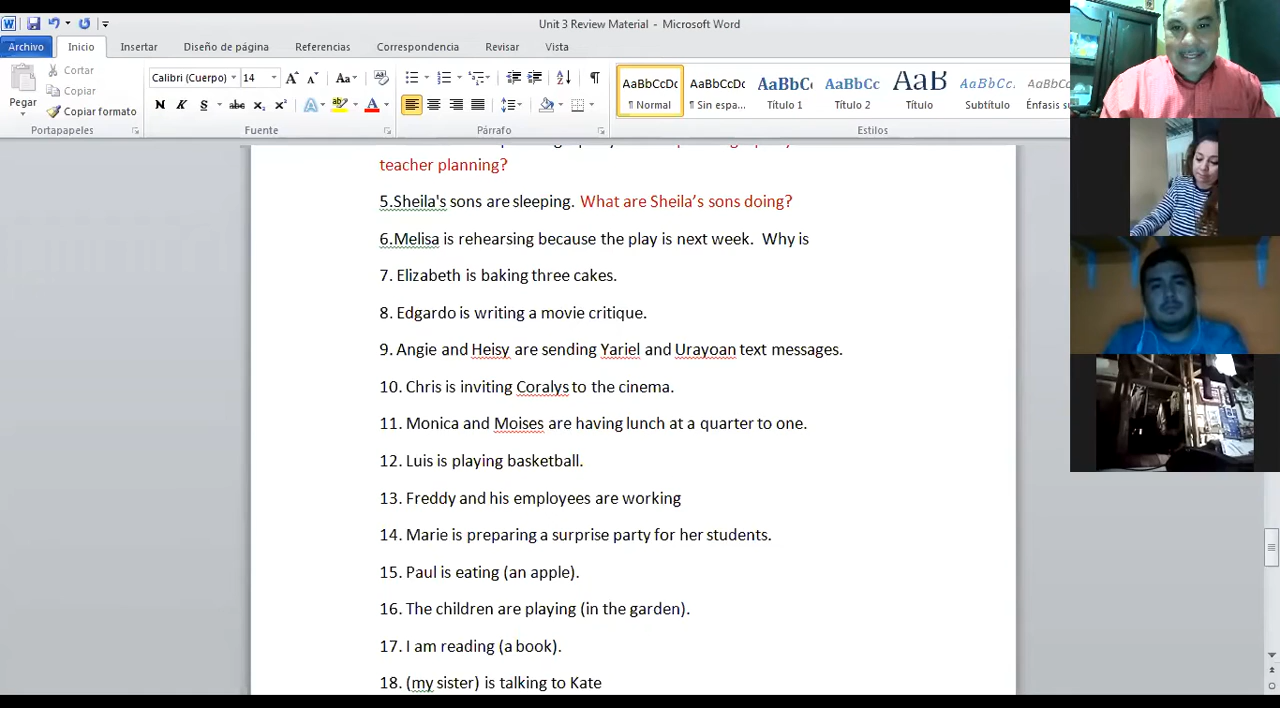 Unit 3 Review Material - Microsoft Word
Archivo Inicio Insertar Diseño de página Referencias Correspondencia Revisar Vista
Pegar
Cortar
Copiar
Copiar formato
Portapapeles
Calibri (Cuerpo) 14
Fuente
Párrafo
AaBbCcDc AaBbCcDc AaBbC AaBbCc AaB AaBbCc. AaBbCcDc
¶ Normal ¶ Sin espa... Título 1 Título 2 Título Subtítulo Énfasis su
Estilos
teacher planning?
5.Sheila's sons are sleeping. What are Sheila’s sons doing?
6.Melisa is rehearsing because the play is next week. Why is
7. Elizabeth is baking three cakes.
8. Edgardo is writing a movie critique.
9. Angie and Heisy are sending Yariel and Urayoan text messages.
10. Chris is inviting Coralys to the cinema.
11. Monica and Moises are having lunch at a quarter to one.
12. Luis is playing basketball.
13. Freddy and his employees are working
14. Marie is preparing a surprise party for her students.
15. Paul is eating (an apple).
16. The children are playing (in the garden).
17. I am reading (a book).
18. (my sister) is talking to Kate